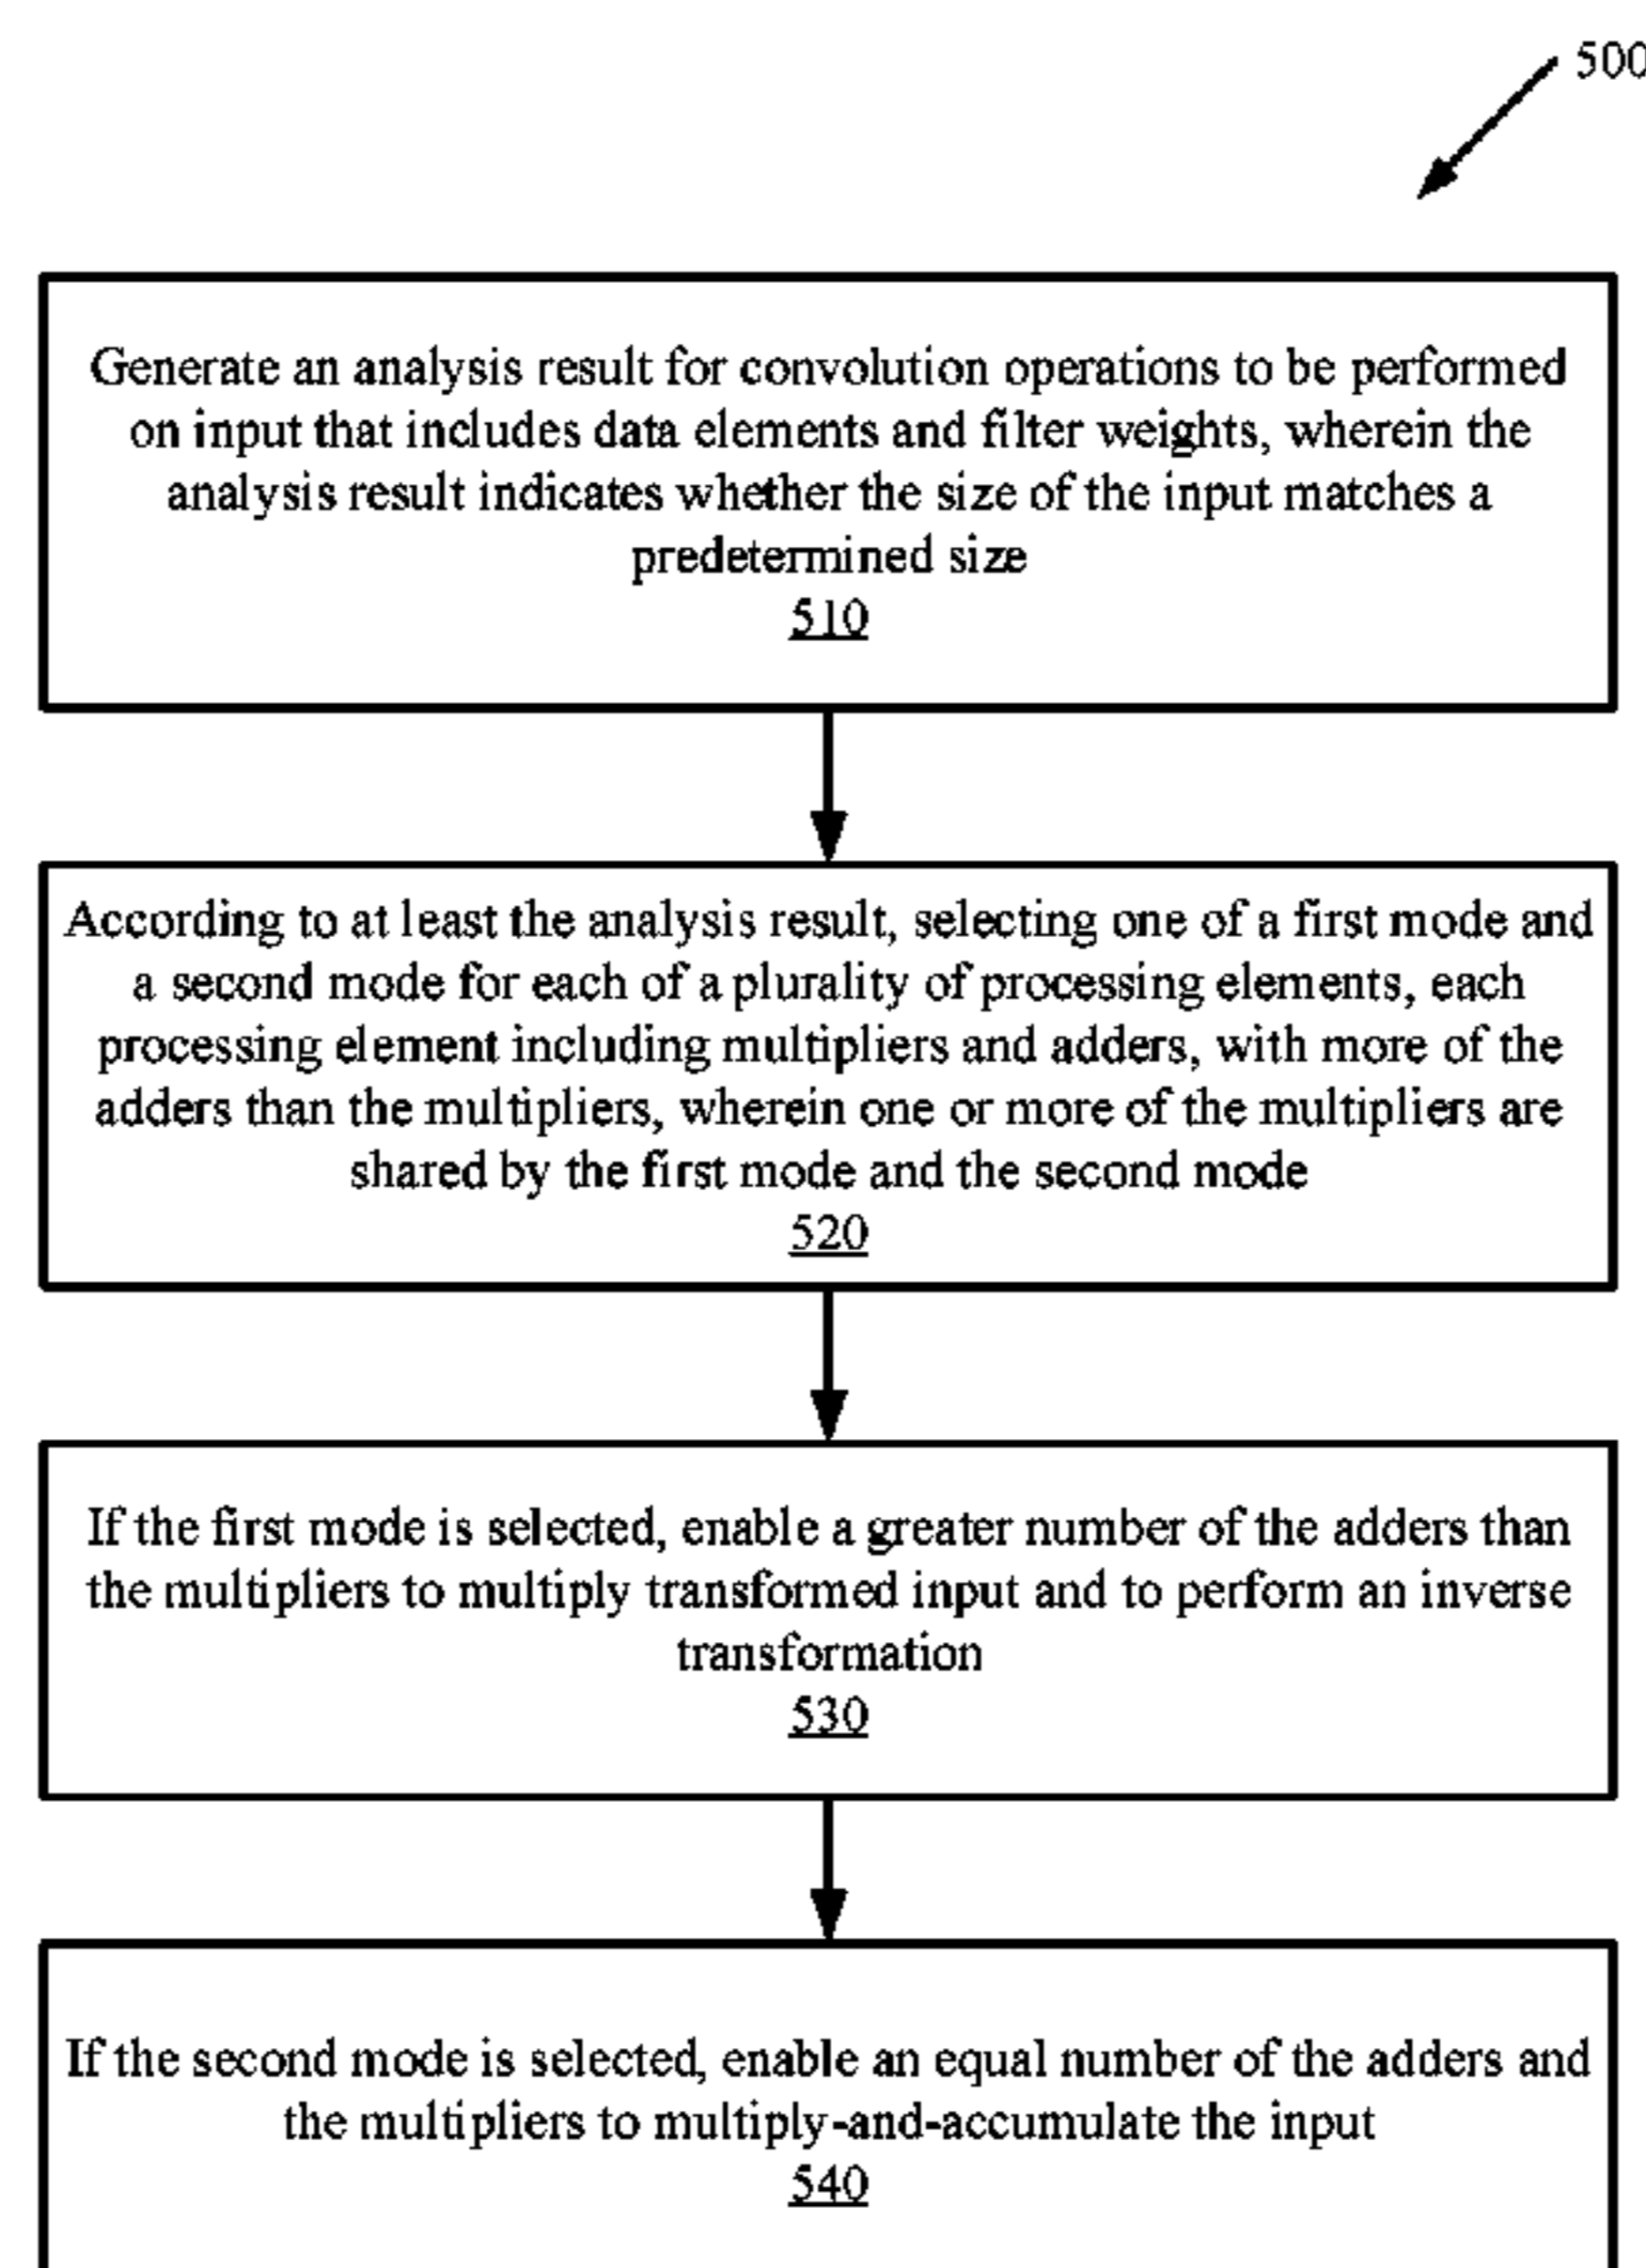 500
Generate an analysis result for convolution operations to be performed
on input that includes data elements and filter weights, wherein the
analysis result indicates whether the size of the input matches a
predetermined size
510
According to at least the analysis result, selecting one of a first mode and
a second mode for each of a plurality of processing elements, each
processing element including multipliers and adders, with more of the
adders than the multipliers, wherein one or more of the multipliers are
shared by the first mode and the second mode
520
If the first mode is selected, enable a greater number of the adders than
the multipliers to multiply transformed input and to perform an inverse
transformation
530
If the second mode is selected, enable an equal number of the adders and
the multipliers to multiply-and-accumulate the input
540